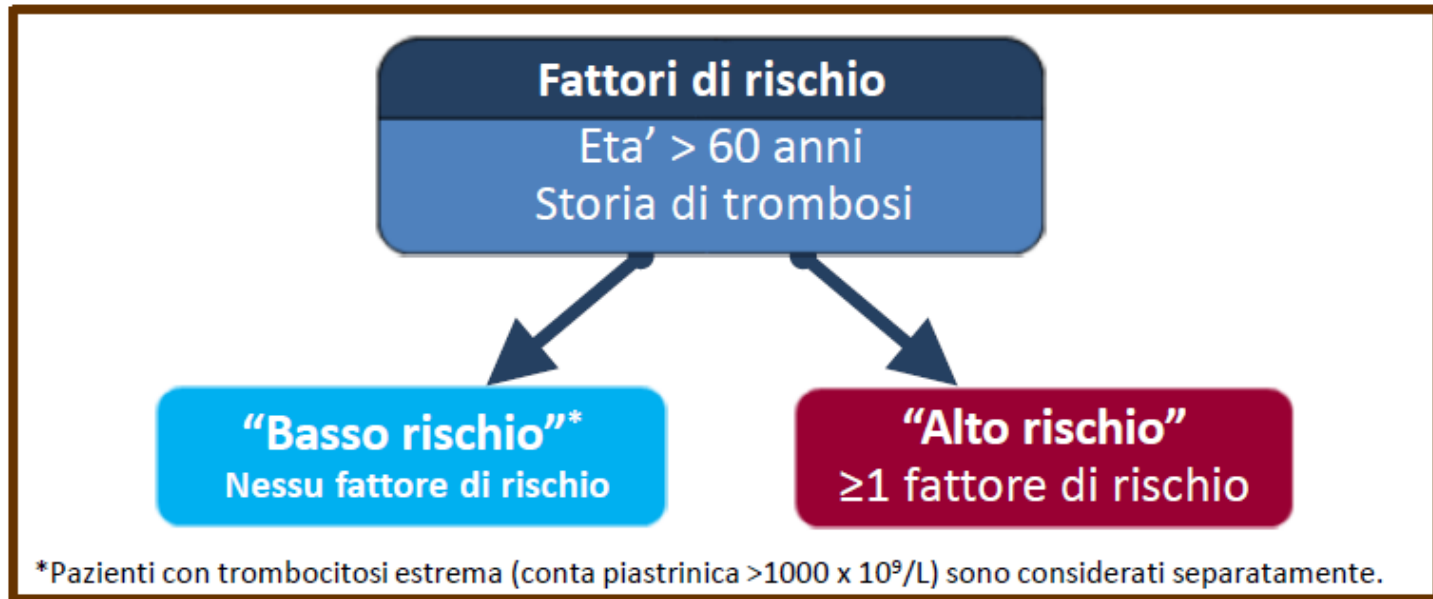 Fattori di rischio
Eta’ > 60 anni
Storia di trombosi
“Basso rischio”*
Nessu fattore di rischio
“Alto rischio”
≥1 fattore di rischio
*Pazienti con trombocitosi estrema (conta piastrinica >1000 x 10⁹/L) sono considerati separatamente.